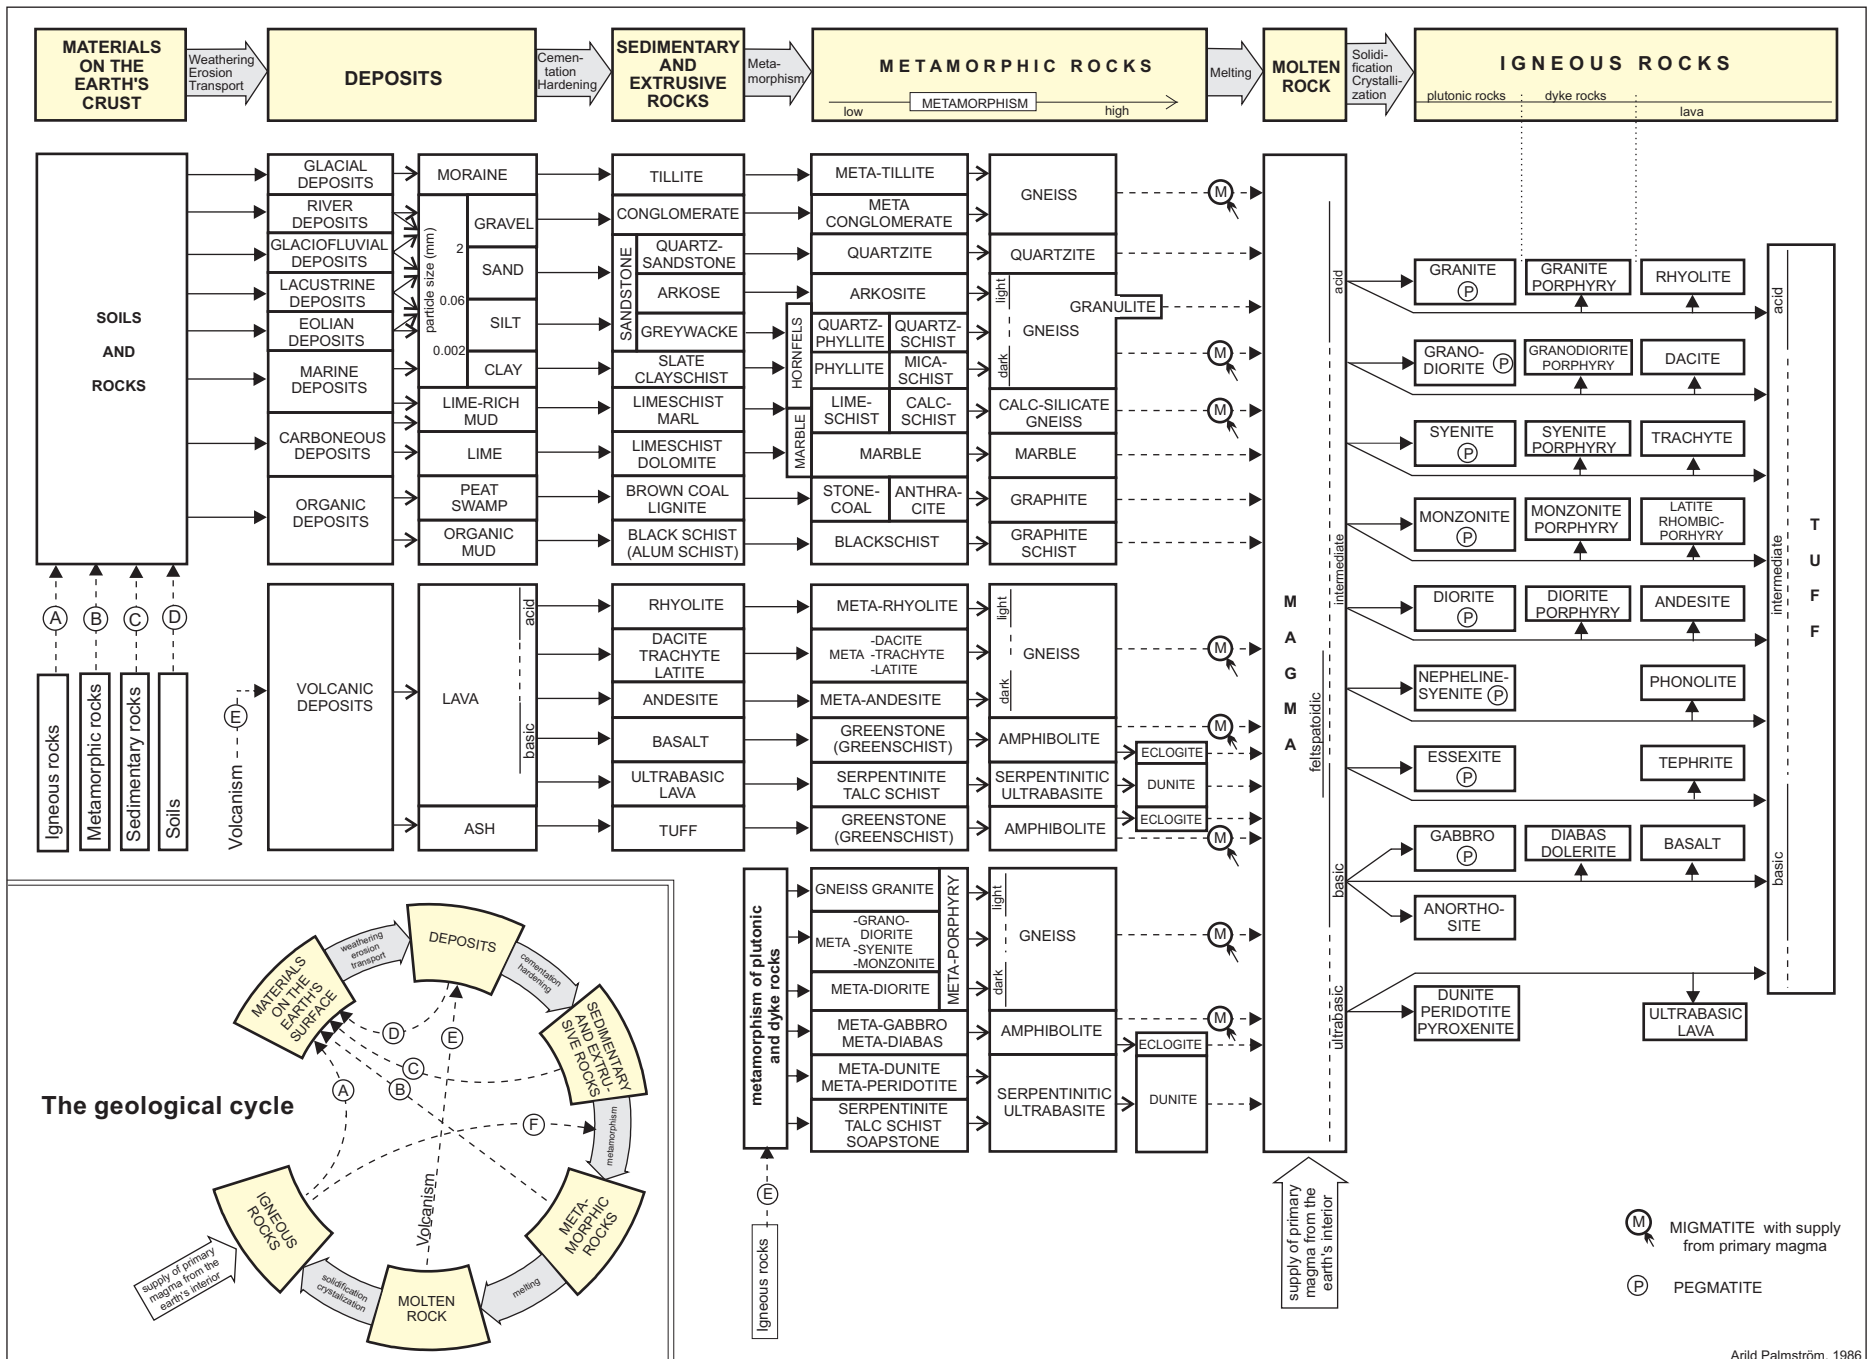 MATERIALS
ON THE
EARTH'S
CRUST
Weathering
Erosion
Transport
DEPOSITS
Cemen-
tation
Hardening
SEDIMENTARY
AND
EXTRUSIVE
ROCKS
Meta-
morphism
METAMORPHIC ROCKS
METAMORPHISM
low
high
Melting
MOLTEN
ROCK
Solidi-
fication
Crystalli-
zation
IGNEOUS ROCKS
plutonic rocks
dyke rocks
lava
SOILS
AND
ROCKS
GLACIAL
DEPOSITS
RIVER
DEPOSITS
GLACIOFLUVIAL
DEPOSITS
LACUSTRINE
DEPOSITS
EOLIAN
DEPOSITS
MARINE
DEPOSITS
CARBONEOUS
DEPOSITS
ORGANIC
DEPOSITS
MORAINE
particle size (mm)
2
0.06
0.002
GRAVEL
SAND
SILT
CLAY
LIME-RICH
MUD
LIME
PEAT
SWAMP
ORGANIC
MUD
TILLITE
CONGLOMERATE
SANDSTONE
QUARTZ-
SANDSTONE
ARKOSE
GREYWACKE
SLATE
CLAYSCHIST
LIMESCHIST
MARL
LIMESCHIST
DOLOMITE
BROWN COAL
LIGNITE
BLACK SCHIST
(ALUM SCHIST)
HORNFELS
MARBLE
META-TILLITE
META
CONGLOMERATE
QUARTZITE
ARKOSITE
QUARTZ-
PHYLLITE
QUARTZ-
SCHIST
PHYLLITE
MICA-
SCHIST
LIME-
SCHIST
CALC-
SCHIST
MARBLE
STONE-
COAL
ANTHRA-
CITE
BLACKSCHIST
GNEISS
QUARTZITE
light
dark
GRANULITE
GNEISS
CALC-SILICATE
GNEISS
MARBLE
GRAPHITE
GRAPHITE
SCHIST
M
M
M
A
B
C
D
Igneous rocks
Metamorphic rocks
Sedimentary rocks
Soils
E
Volcanism
VOLCANIC
DEPOSITS
LAVA
acid
basic
ASH
RHYOLITE
DACITE
TRACHYTE
LATITE
ANDESITE
BASALT
ULTRABASIC
LAVA
TUFF
META-RHYOLITE
-DACITE
META -TRACHYTE
-LATITE
META-ANDESITE
GREENSTONE
(GREENSCHIST)
SERPENTINITE
TALC SCHIST
GREENSTONE
(GREENSCHIST)
light
dark
GNEISS
AMPHIBOLITE
SERPENTINITIC
ULTRABASITE
AMPHIBOLITE
ECLOGITE
DUNITE
ECLOGITE
M
M
M
metamorphism of plutonic
and dyke rocks
GNEISS GRANITE
-GRANO-
DIORITE
META
-SYENITE
-MONZONITE
META-DIORITE
META-PORPHYRY
META-GABBRO
META-DIABAS
META-DUNITE
META-PERIDOTITE
SERPENTINITE
TALC SCHIST
SOAPSTONE
light
dark
GNEISS
AMPHIBOLITE
SERPENTINITIC
ULTRABASITE
ECLOGITE
DUNITE
M
M
E
Igneous rocks
M
A
G
M
A
acid
intermediate
feltspatoidic
basic
ultrabasic
supply of primary
magma from the
earth's interior
GRANITE
P
GRANITE
PORPHYRY
RHYOLITE
GRANO-
DIORITE P
GRANODIORITE
PORPHYRY
DACITE
SYENITE
P
SYENITE
PORPHYRY
TRACHYTE
MONZONITE
P
MONZONITE
PORPHYRY
LATITE
RHOMBIC-
PORHYRY
DIORITE
P
DIORITE
PORPHYRY
ANDESITE
NEPHELINE-
SYENITE P
PHONOLITE
ESSEXITE
P
TEPHRITE
GABBRO
P
DIABAS
DOLERITE
BASALT
ANORTHO-
SITE
DUNITE
PERIDOTITE
PYROXENITE
ULTRABASIC
LAVA
acid
intermediate
basic
T
U
F
F
The geological cycle
MATERIALS
ON THE
EARTH'S
SURFACE
weathering
erosion
transport
DEPOSITS
cementation
hardening
SEDIMENTARY
AND EXTRU-
SIVE ROCKS
metamorphism
META-
MORPHIC
ROCKS
melting
MOLTEN
ROCK
solidification
crystalization
IGNEOUS
ROCKS
supply of primary
magma from the
earth's interior
A
B
C
D
E
F
Volcanism
M MIGMATITE with supply
from primary magma
P PEGMATITE
Arild Palmström, 1986